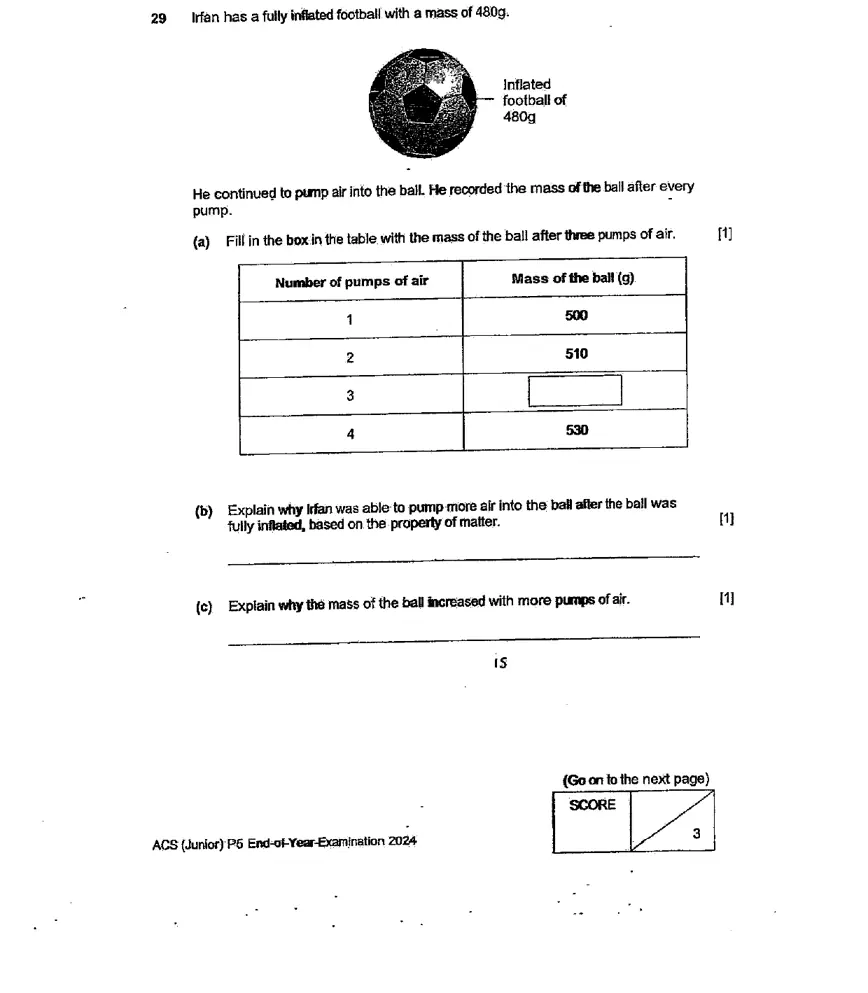 29 Irfan has a fully inflated football with a mass of 480g.
Inflated
football of
480g
He continued to pump air into the ball. He recorded the mass of the ball after every
pump.
(a) Fill in the box in the table with the mass of the ball after three pumps of air. [1]
Number of pumps of air Mass of the ball (g)
1 500
2 510
3
4 530
(b) Explain why Irfan was able to pump more air into the ball after the ball was
fully inflated, based on the property of matter. [1]
(c) Explain why the mass of the ball increased with more pumps of air. [1]
15
(Go on to the next page)
SCORE
3
ACS (Junior) P5 End-of-Year-Examination 2024